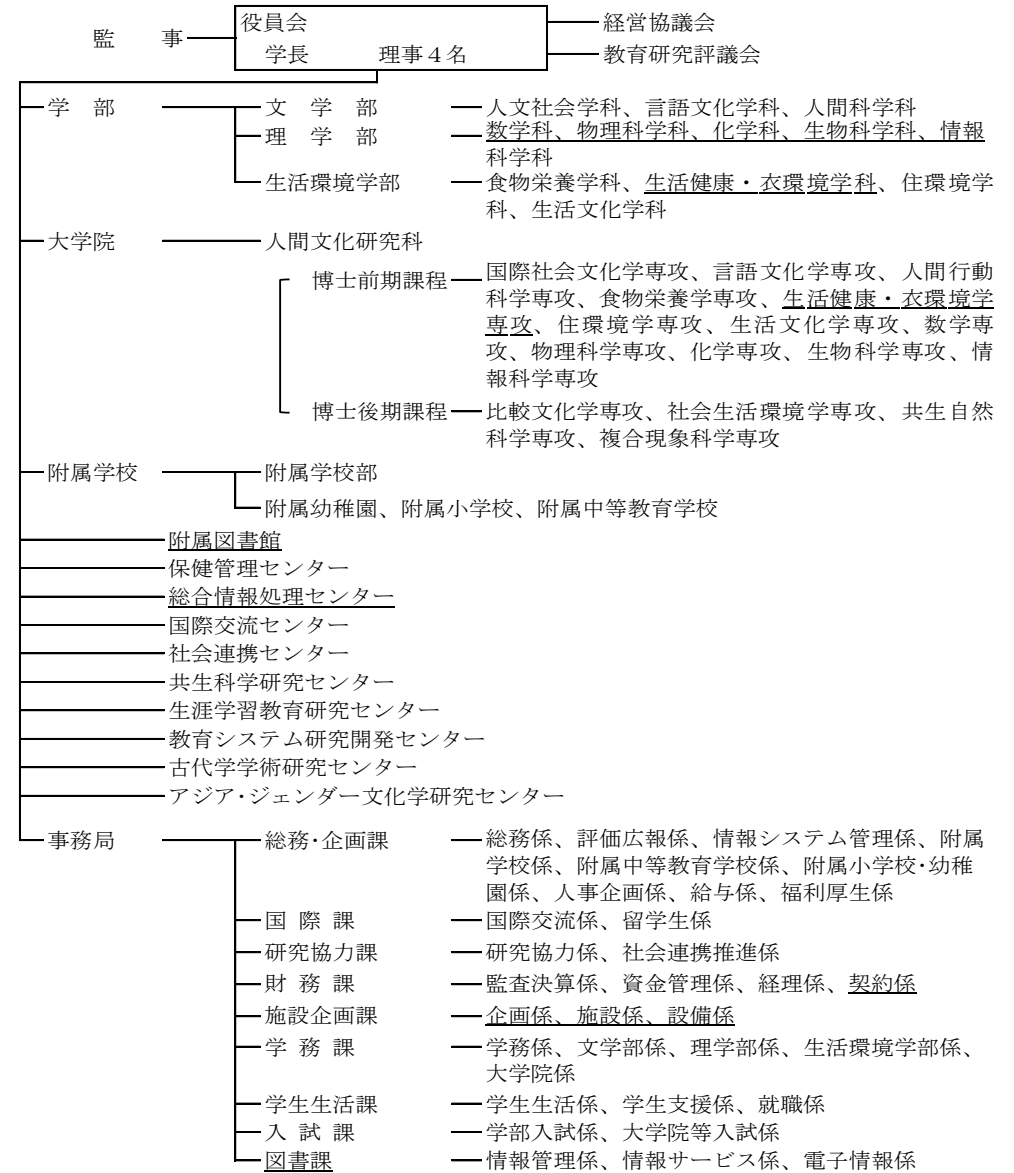 役員会 経営協議会
監 事
学長 理事4名 教育研究評議会
学 部 文 学 部 人文社会学科、言語文化学科、人間科学科
理 学 部 数学科、物理科学科、化学科、生物科学科、情報
科学科
生活環境学部 食物栄養学科、生活健康・衣環境学科、住環境学
科、生活文化学科
大学院 人間文化研究科
博士前期課程 国際社会文化学専攻、言語文化学専攻、人間行動
科学専攻、食物栄養学専攻、生活健康・衣環境学
専攻、住環境学専攻、生活文化学専攻、数学専
攻、物理科学専攻、化学専攻、生物科学専攻、情
報科学専攻
博士後期課程 比較文化学専攻、社会生活環境学専攻、共生自然
科学専攻、複合現象科学専攻
附属学校 附属学校部
附属幼稚園、附属小学校、附属中等教育学校
附属図書館
保健管理センター
総合情報処理センター
国際交流センター
社会連携センター
共生科学研究センター
生涯学習教育研究センター
教育システム研究開発センター
古代学学術研究センター
アジア・ジェンダー文化学研究センター
事務局 総務・企画課 総務係、評価広報係、情報システム管理係、附属
学校係、附属中等教育学校係、附属小学校・幼稚
園係、人事企画係、給与係、福利厚生係
国 際 課 国際交流係、留学生係
研究協力課 研究協力係、社会連携推進係
財 務 課 監査決算係、資金管理係、経理係、契約係
施設企画課 企画係、施設係、設備係
学 務 課 学務係、文学部係、理学部係、生活環境学部係、
大学院係
学生生活課 学生生活係、学生支援係、就職係
入 試 課 学部入試係、大学院等入試係
図書課 情報管理係、情報サービス係、電子情報係